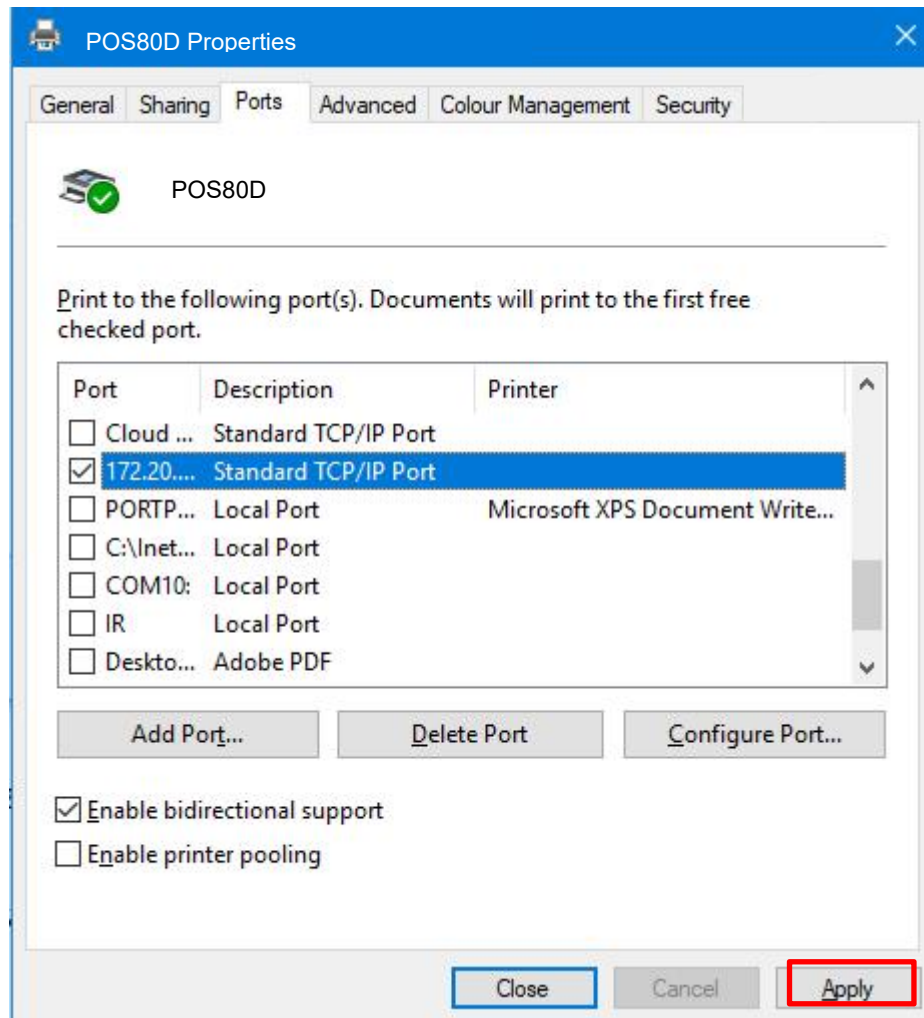 POS80D Properties
General Sharing Ports Advanced Colour Management Security
POS80D
Print to the following port(s). Documents will print to the first free
checked port.
Port Description Printer
Cloud ... Standard TCP/IP Port
172.20.... Standard TCP/IP Port
PORTP... Local Port Microsoft XPS Document Write...
C:\Inet... Local Port
COM10: Local Port
IR Local Port
Deskto... Adobe PDF
Add Port... Delete Port Configure Port...
Enable bidirectional support
Enable printer pooling
Close Cancel Apply